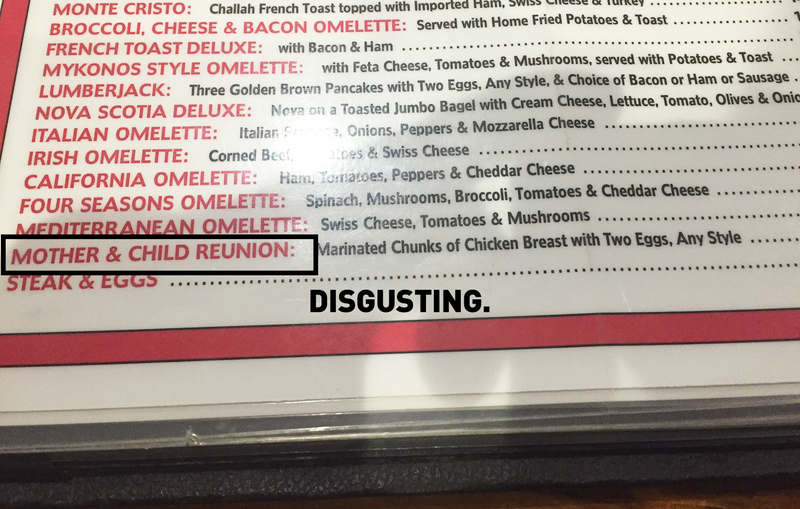 MONTE CRISTO: Challah French Toast topped with Imported Ham, Swiss Cheese & Turkey
BROCCOLI, CHEESE & BACON OMELETTE: Served with Home Fried Potatoes & Toast
FRENCH TOAST DELUXE: with Bacon & Ham
MYKONOS STYLE OMELETTE: with Feta Cheese, Tomatoes & Mushrooms, served with Potatoes & Toast
LUMBERJACK: Three Golden Brown Pancakes with Two Eggs, Any Style, & Choice of Bacon or Ham or Sausage
NOVA SCOTIA DELUXE: Nova on a Toasted Jumbo Bagel with Cream Cheese, Lettuce, Tomato, Olives &
ITALIAN OMELETTE: Italian Onions, Peppers & Mozzarella Cheese
IRISH OMELETTE: Corned Beef, & Swiss Cheese
CALIFORNIA OMELETTE: Ham, Tomatoes, Peppers & Cheddar Cheese
FOUR SEASONS OMELETTE: Spinach, Mushrooms, Broccoli, Tomatoes & Cheddar Cheese
MEDITERRANEAN OMELETTE: Swiss Cheese, Tomatoes & Mushrooms
MOTHER & CHILD REUNION: Marinated Chunks of Chicken Breast with Two Eggs, Any Style
STEAK & EGGS
DISGUSTING.